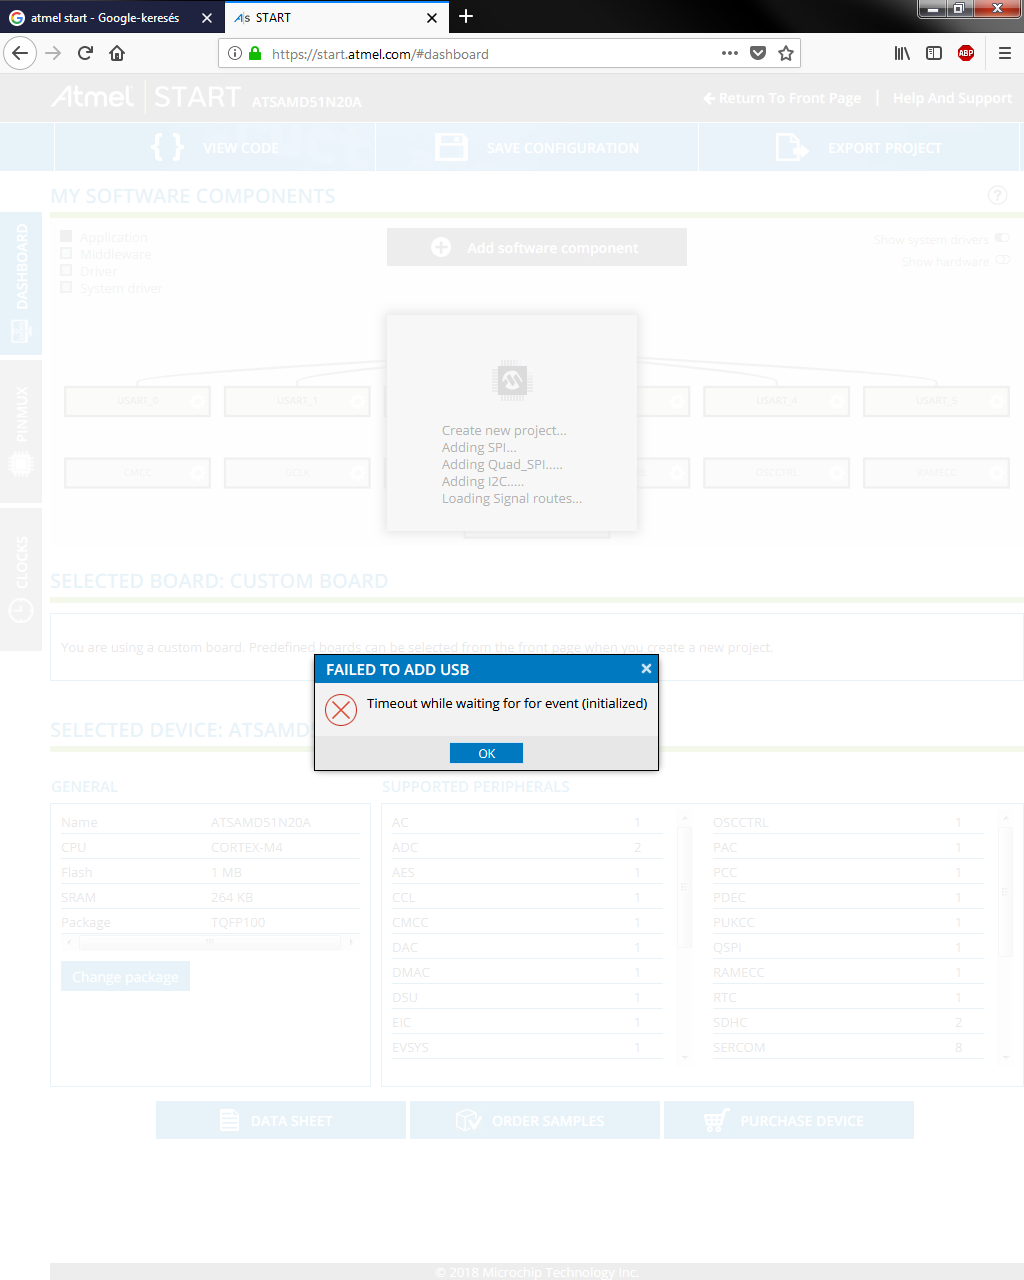 atmel start - Google-keresés
START
https://start.atmel.com/#dashboard
ABP
Atmel START ATSAMD51N20A
Return To Front Page | Help And Support
VIEW CODE
SAVE CONFIGURATION
EXPORT PROJECT
MY SOFTWARE COMPONENTS
DASHBOARD
PINMUX
CLOCKS
Application
Middleware
Driver
System driver
Add software component
Show system drivers
Show hardware
USART_0
USART_1
USART_4
USART_5
CMCC
OSCCTRL
RAMECC
Create new project...
Adding SPI...
Adding Quad_SPI.....
Adding I2C.....
Loading Signal routes...
SELECTED BOARD: CUSTOM BOARD
You are using a custom board. Predefined boards can be selected from the front page when you create a new project.
FAILED TO ADD USB
Timeout while waiting for for event (initialized)
OK
SELECTED DEVICE: ATSAMD
GENERAL
Name ATSAMD51N20A
CPU CORTEX-M4
Flash 1 MB
SRAM 264 KB
Package TQFP100
Change package
SUPPORTED PERIPHERALS
AC 1
ADC 2
AES 1
CCL 1
CMCC 1
DAC 1
DMAC 1
DSU 1
EIC 1
EVSYS 1
OSCCTRL 1
PAC 1
PCC 1
PDEC 1
PUKCC 1
QSPI 1
RAMECC 1
RTC 1
SDHC 2
SERCOM 8
DATA SHEET
ORDER SAMPLES
PURCHASE DEVICE
© 2018 Microchip Technology Inc.